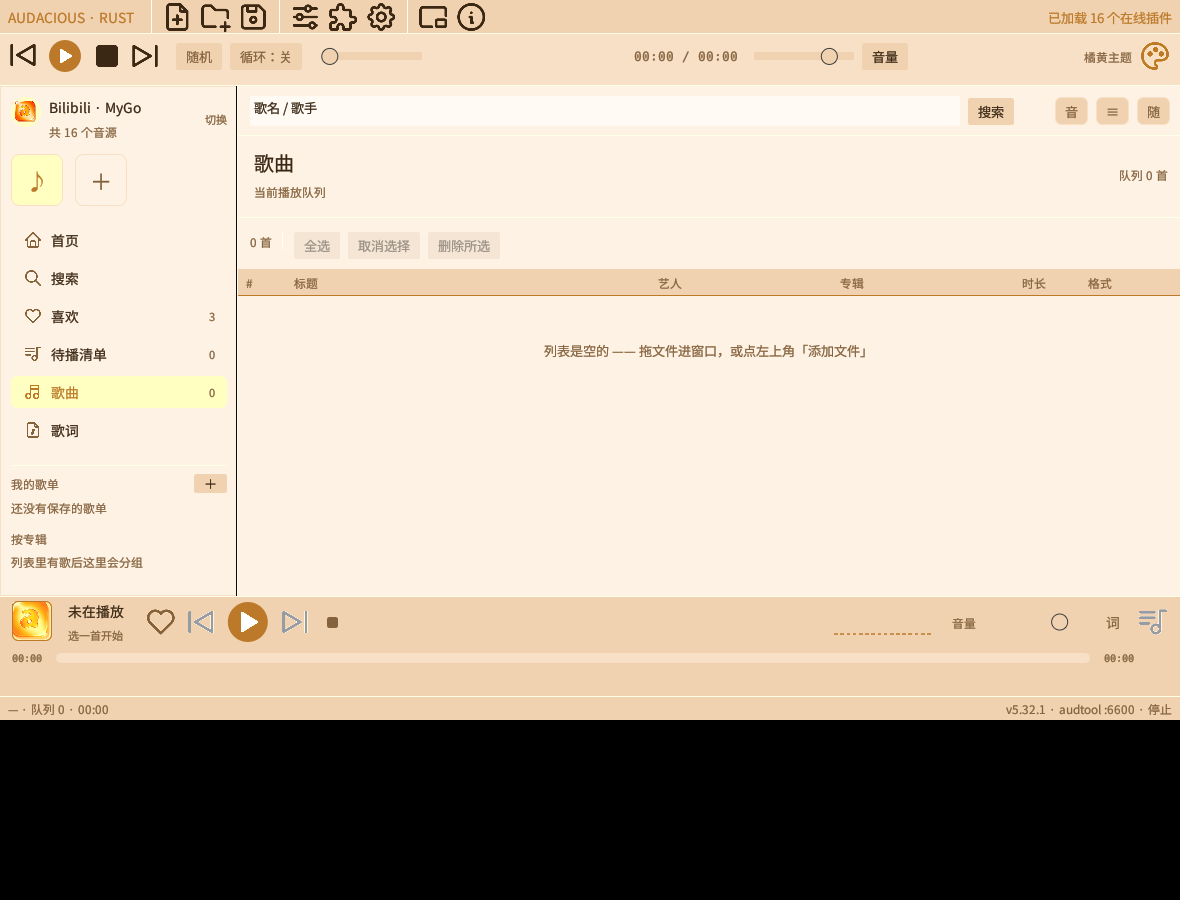 AUDACIOUS · RUST
已加载 16 个在线插件
随机
循环：关
00:00 / 00:00
音量
橘黄主题
Bilibili · MyGo
共 16 个音源
切换
歌名 / 歌手
搜索
音
随
歌曲
当前播放队列
队列 0 首
首页
搜索
喜欢 3
待播清单 0
歌曲 0
歌词
0 首
全选
取消选择
删除所选
# 标题 艺人 专辑 时长 格式
列表是空的 —— 拖文件进窗口，或点左上角「添加文件」
我的歌单
还没有保存的歌单
按专辑
列表里有歌后这里会分组
未在播放
选一首开始
音量
词
00:00
00:00
— · 队列 0 · 00:00
v5.32.1 · audtool :6600 · 停止